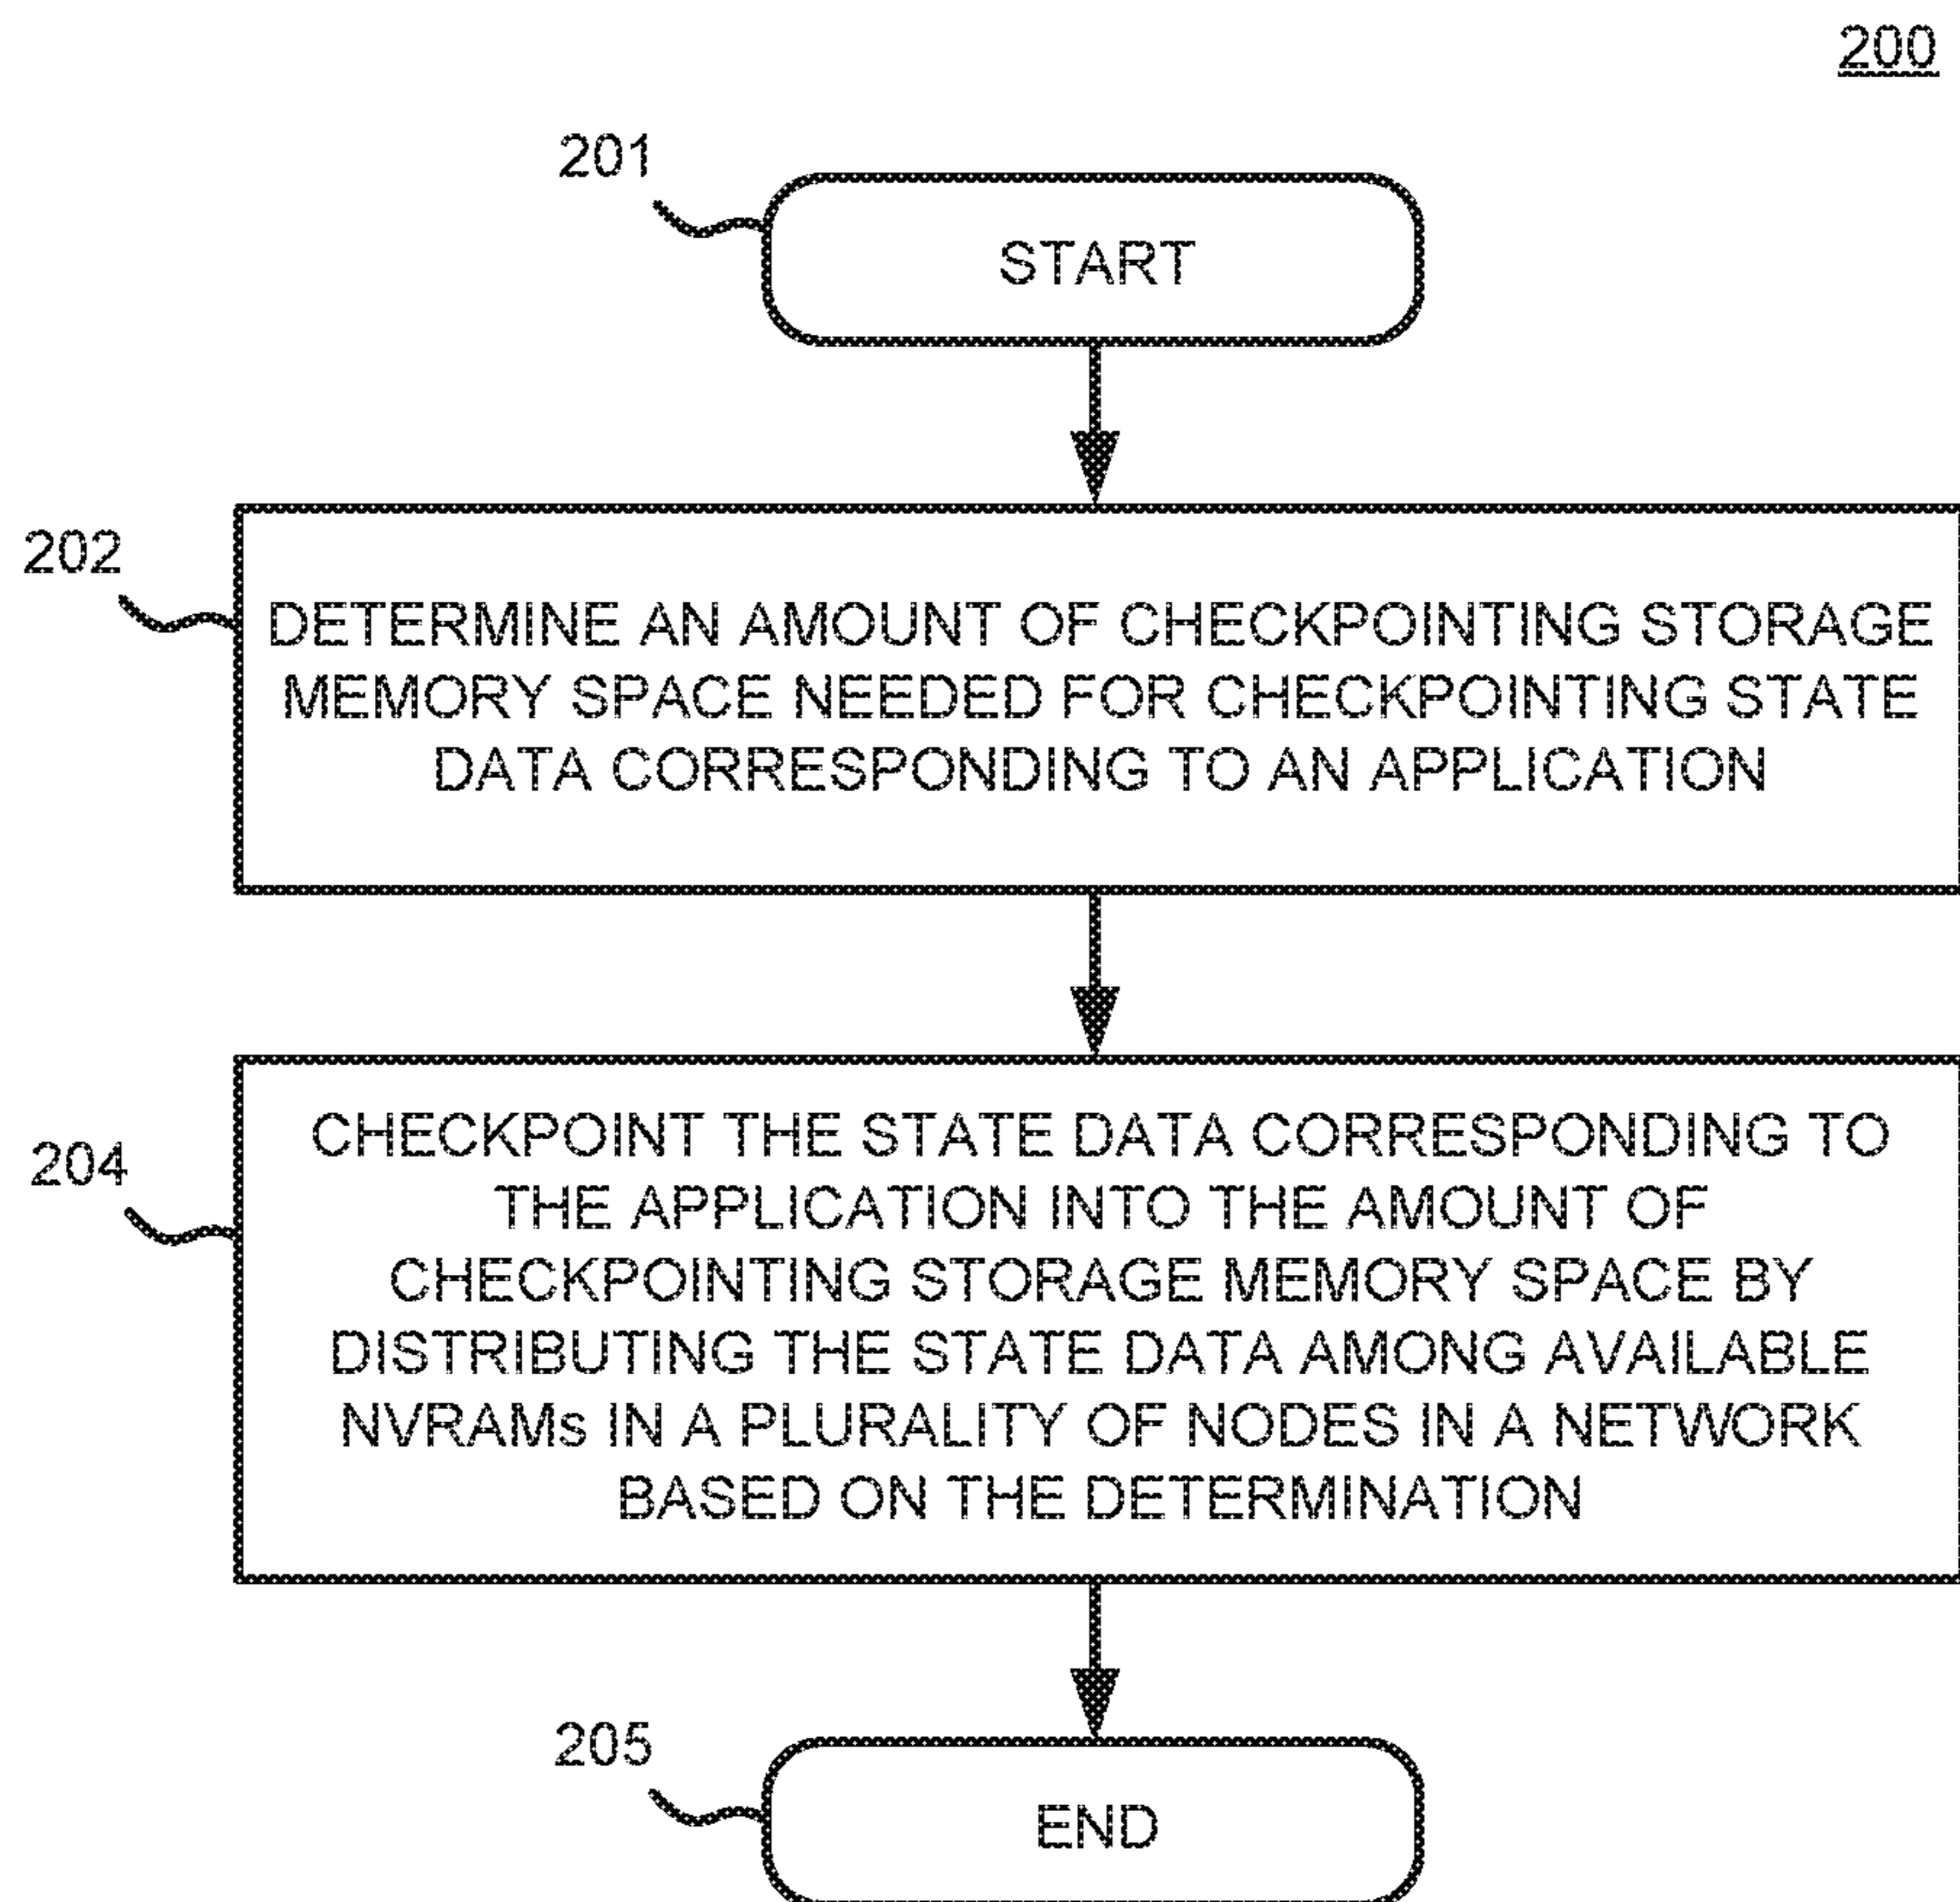 200
201
START
202
DETERMINE AN AMOUNT OF CHECKPOINTING STORAGE
MEMORY SPACE NEEDED FOR CHECKPOINTING STATE
DATA CORRESPONDING TO AN APPLICATION
204
CHECKPOINT THE STATE DATA CORRESPONDING TO
THE APPLICATION INTO THE AMOUNT OF
CHECKPOINTING STORAGE MEMORY SPACE BY
DISTRIBUTING THE STATE DATA AMONG AVAILABLE
NVRAMs IN A PLURALITY OF NODES IN A NETWORK
BASED ON THE DETERMINATION
205
END